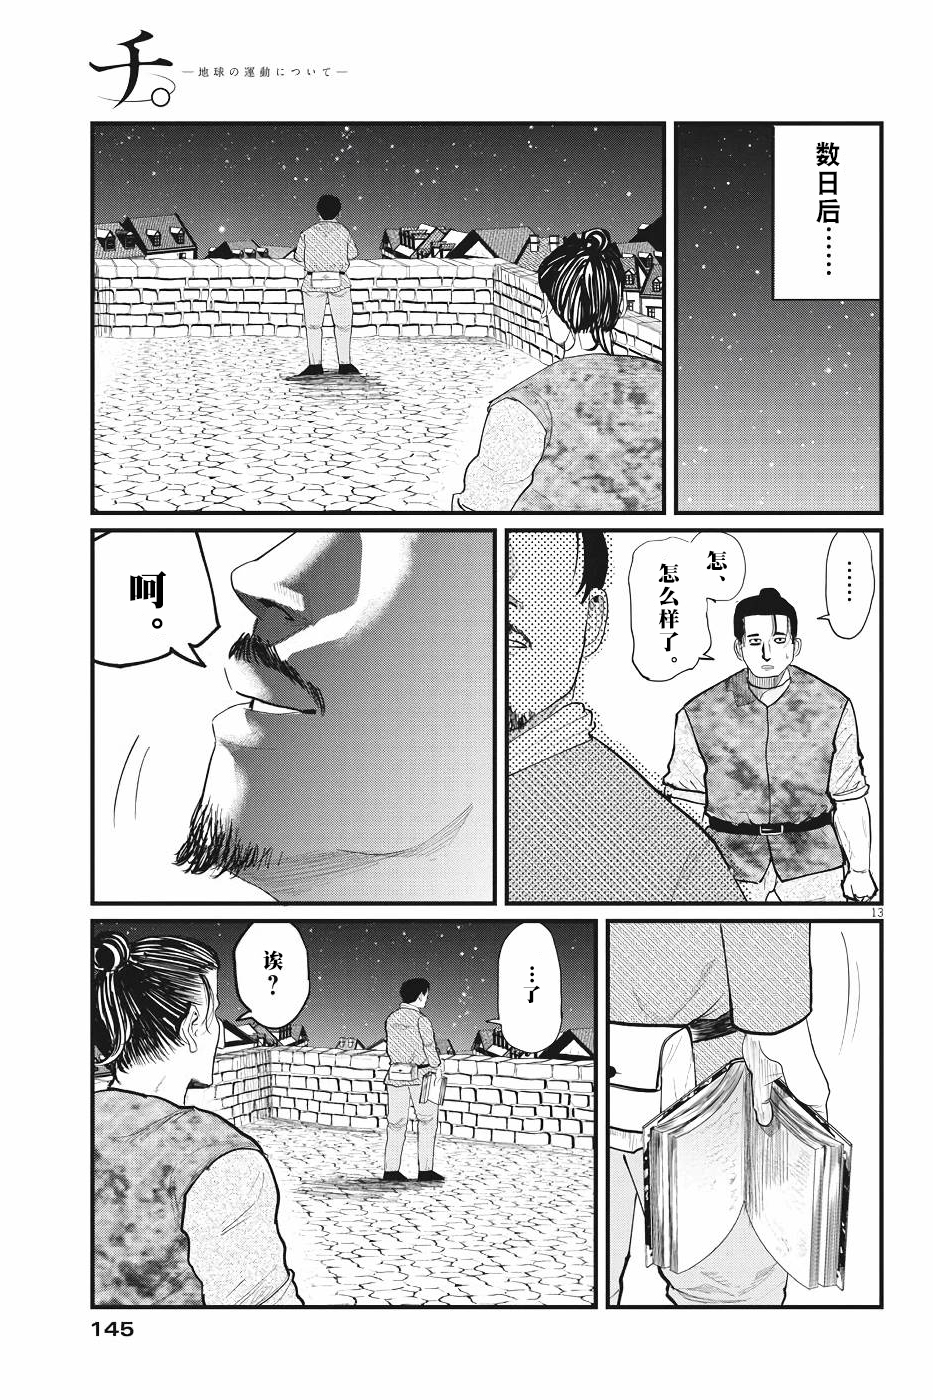 チ。
―地球の運動について―
数日后……
……
怎、
怎么样了。
呵。
13
…了
诶?
145